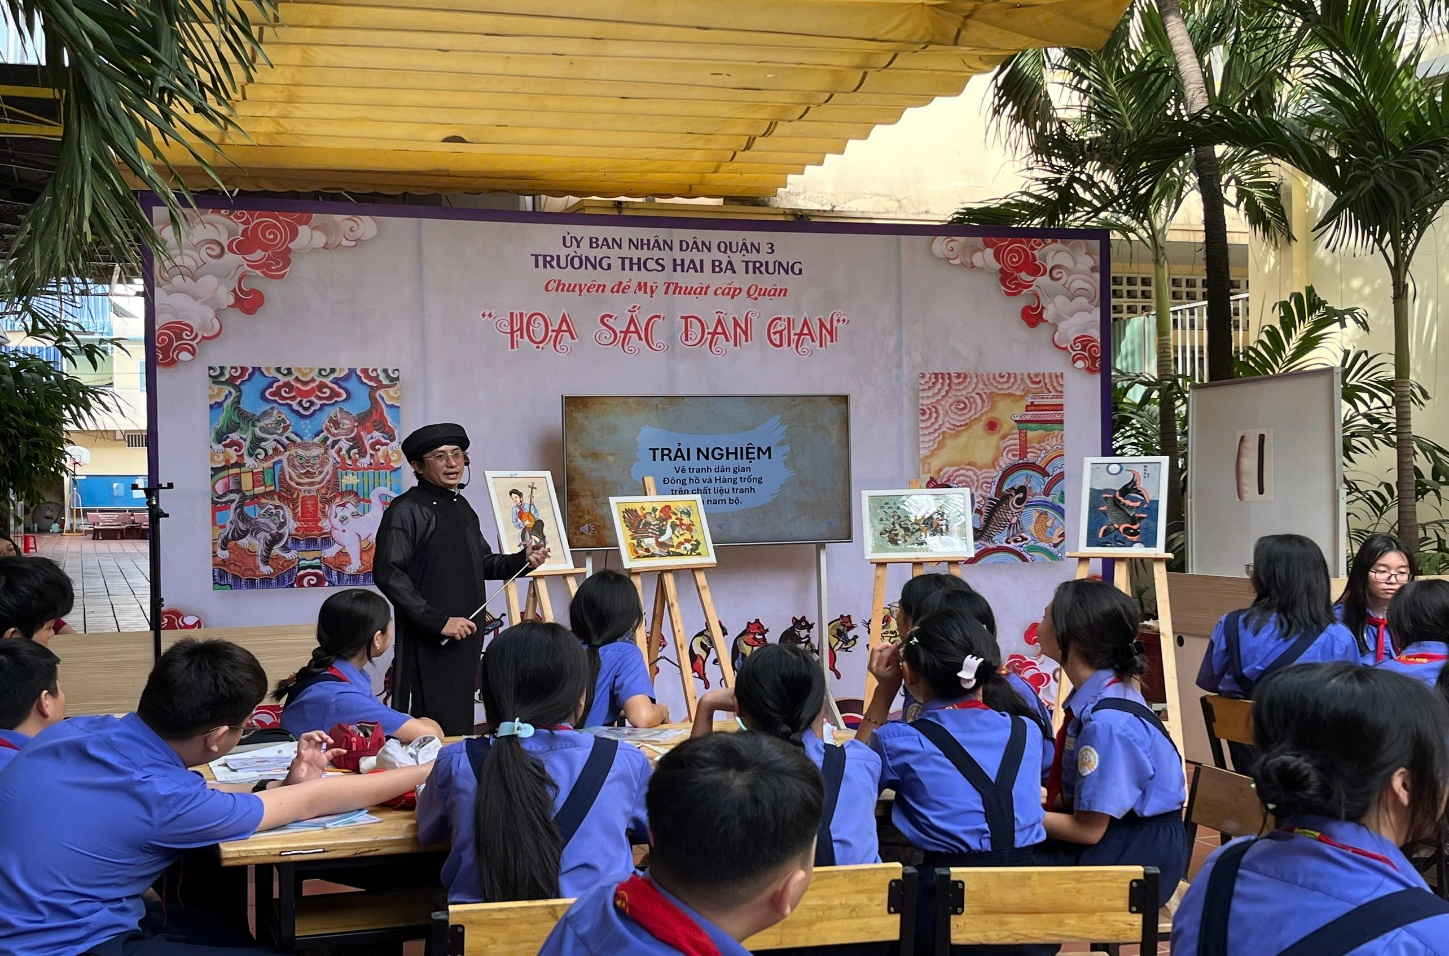 ỦY BAN NHÂN DÂN QUẬN 3
TRƯỜNG THCS HAI BÀ TRƯNG
Chuyên đề Mỹ Thuật cấp Quận
"HỌA SẮC DÂN GIAN"
TRẢI NGHIỆM
Vẽ tranh dân gian
Đông hồ và Hàng trống
trên chất liệu tranh
nam bộ.